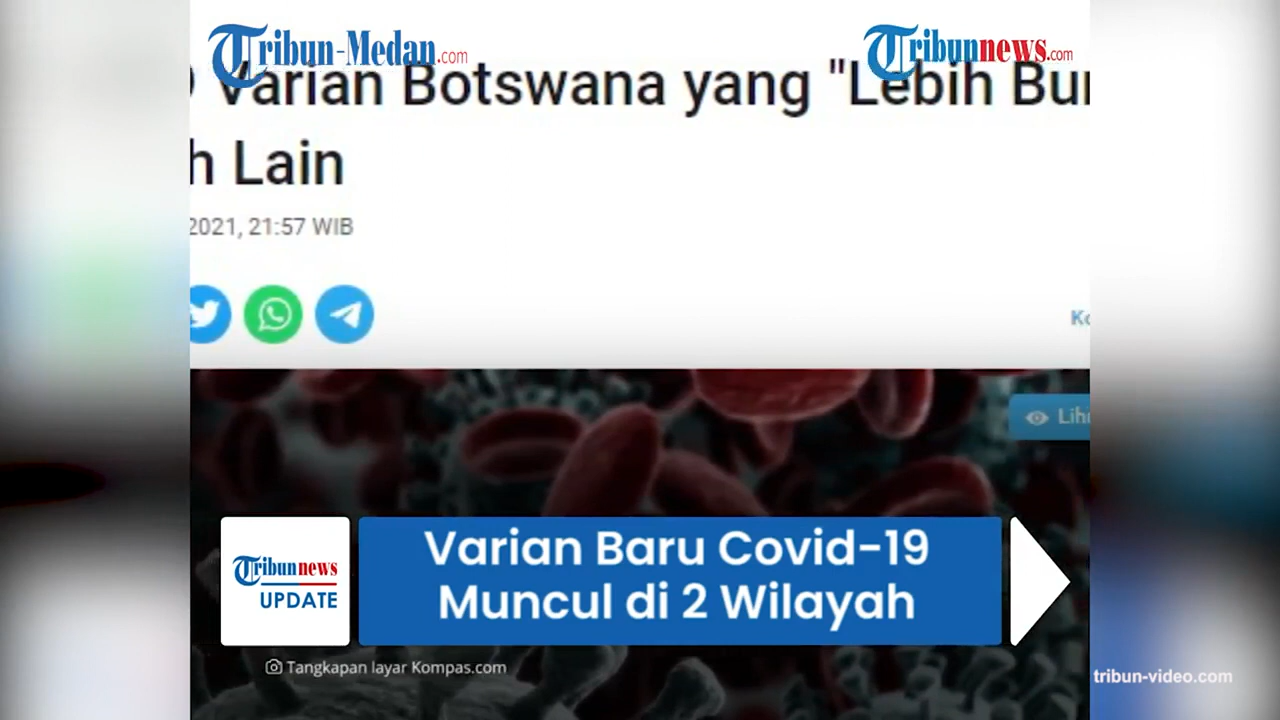 Tribun-Medan.com
Tribunnews.com
Varian Botswana yang "Lebih Bu
h Lain
2021, 21:57 WIB
Lih
Tribunnews
UPDATE
Varian Baru Covid-19
Muncul di 2 Wilayah
Tangkapan layar Kompas.com
tribun-video.com